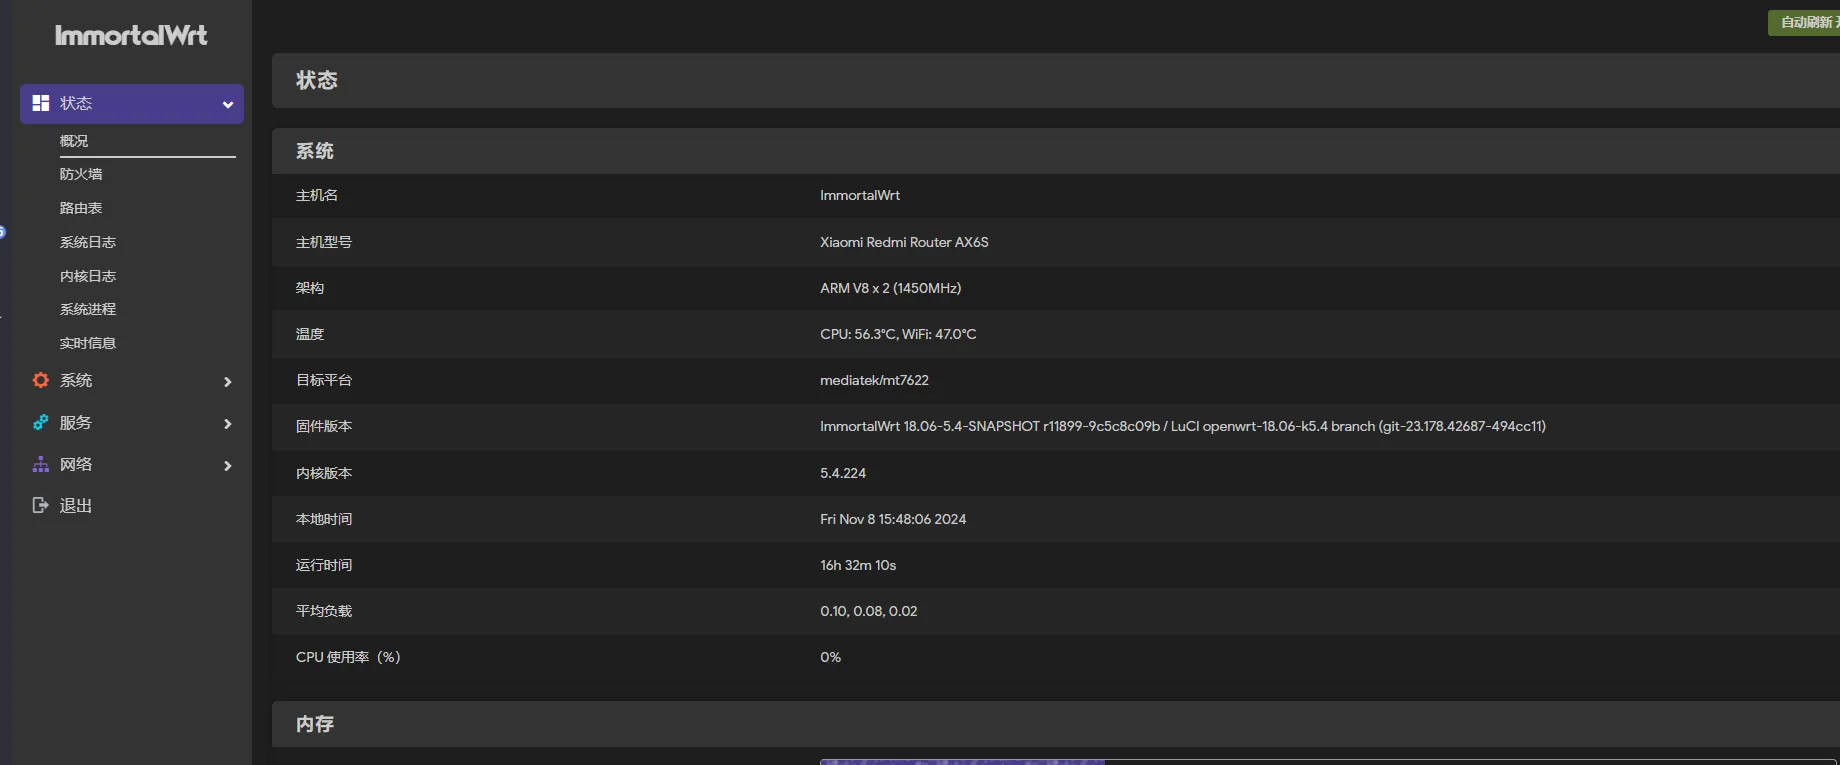 ImmortalWrt
自动刷新
状态
概况
防火墙
路由表
系统日志
内核日志
系统进程
实时信息
系统
服务
网络
退出
状态
系统
主机名 ImmortalWrt
主机型号 Xiaomi Redmi Router AX6S
架构 ARM V8 x 2 (1450MHz)
温度 CPU: 56.3°C, WiFi: 47.0°C
目标平台 mediatek/mt7622
固件版本 ImmortalWrt 18.06-5.4-SNAPSHOT r11899-9c5c8c09b / LuCI openwrt-18.06-k5.4 branch (git-23.178.42687-494cc11)
内核版本 5.4.224
本地时间 Fri Nov 8 15:48:06 2024
运行时间 16h 32m 10s
平均负载 0.10, 0.08, 0.02
CPU 使用率（%） 0%
内存